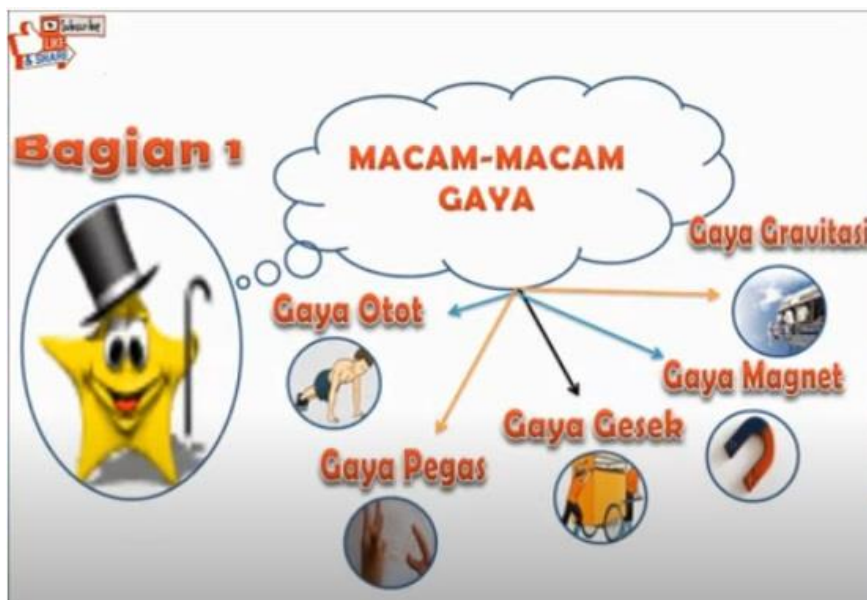 Subscribe
LIKE
& SHARE
Bagian 1
MACAM-MACAM
GAYA
Gaya Gravitasi
Gaya Otot
Gaya Magnet
Gaya Gesek
Gaya Pegas